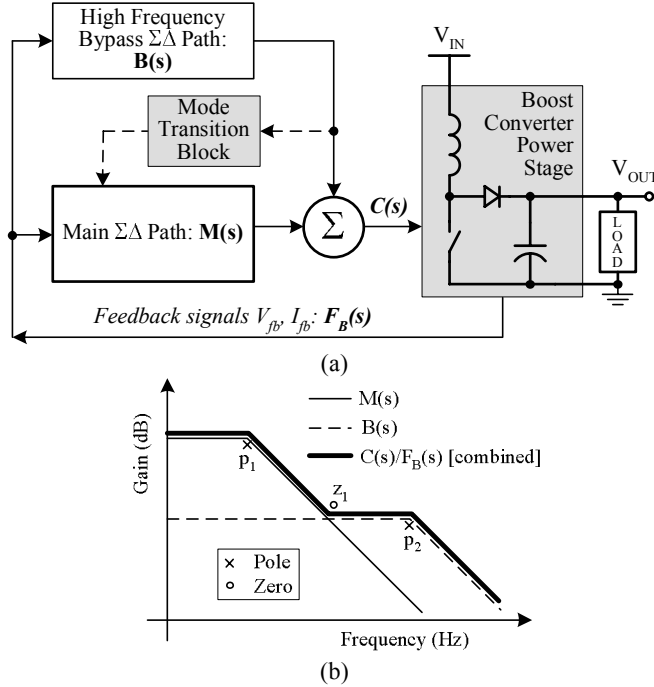 High Frequency
Bypass ΣΔ Path:
B(s)
Mode
Transition
Block
Main ΣΔ Path: M(s)
Σ
C(s)
V_IN
Boost
Converter
Power
Stage
V_OUT
LOAD
Feedback signals V_fb, I_fb: F_B(s)
(a)
Gain (dB)
M(s)
B(s)
C(s)/F_B(s) [combined]
p_1
z_1
p_2
Pole
Zero
Frequency (Hz)
(b)